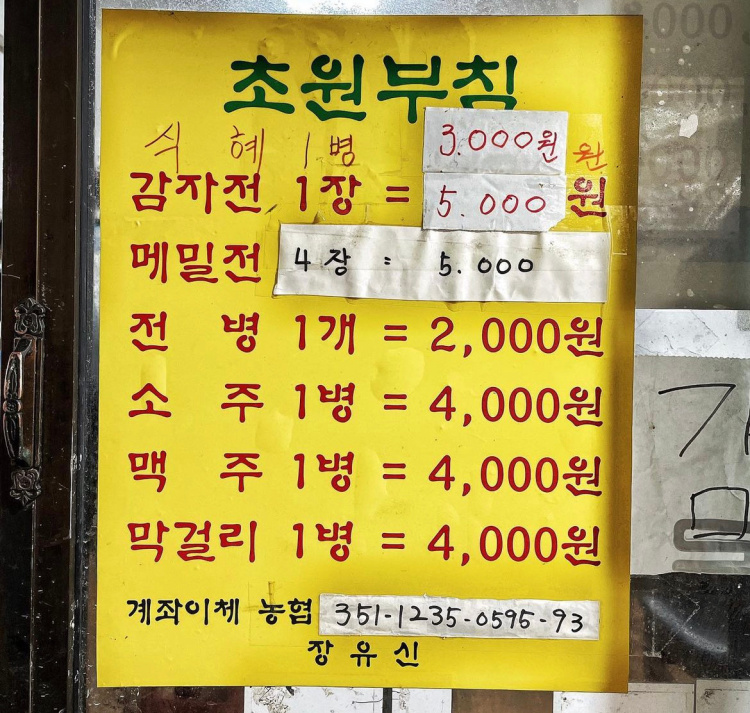 초원부침
식 혜 1 병 3.000원 완
감자전 1장 = 5.000 원
메밀전 4장 : 5.000
전 병 1개 = 2,000원
소 주 1병 = 4,000원
맥 주 1병 = 4,000원
막걸리 1병 = 4,000원
계좌이체 농협 351-1235-0595-93
장 유 신